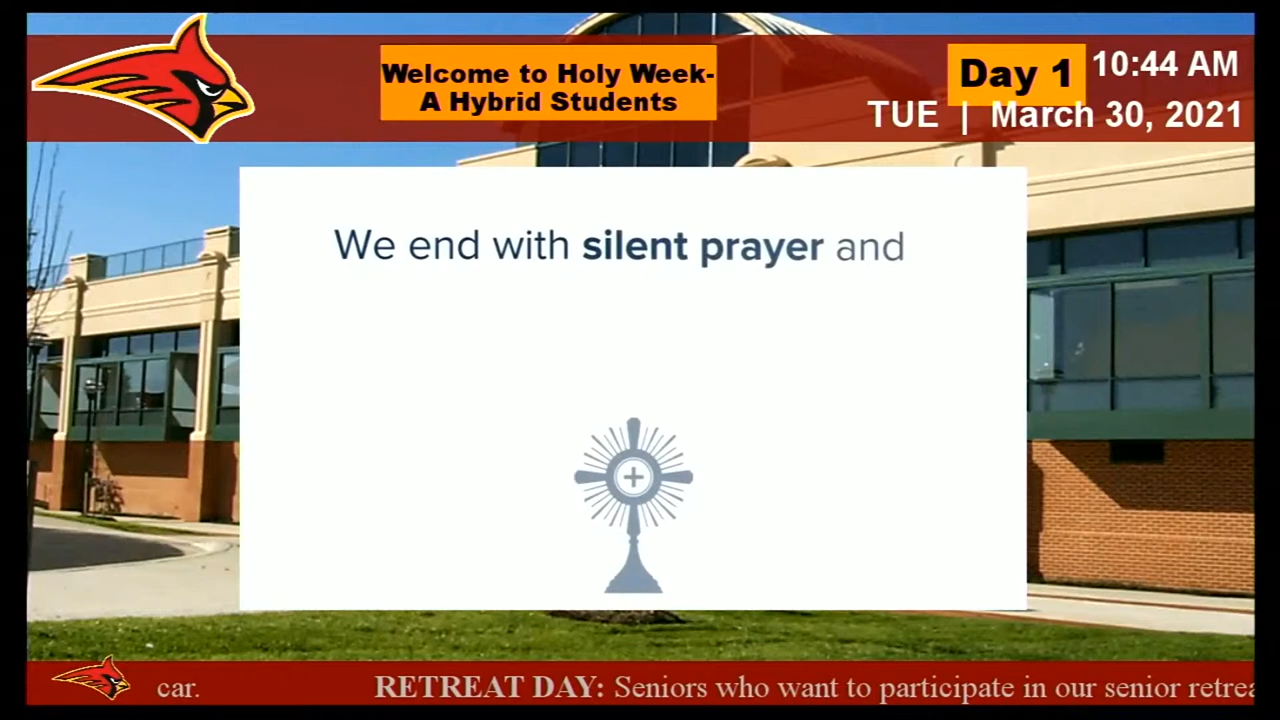 Welcome to Holy Week-
A Hybrid Students
Day 1
10:44 AM
TUE | March 30, 2021
We end with silent prayer and
car. RETREAT DAY: Seniors who want to participate in our senior